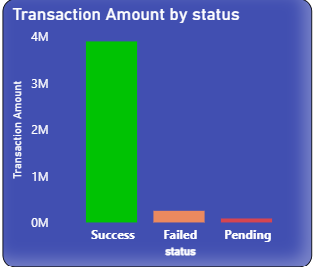 Transaction Amount by status
Transaction Amount
4M
3M
2M
1M
0M
Success Failed Pending
status